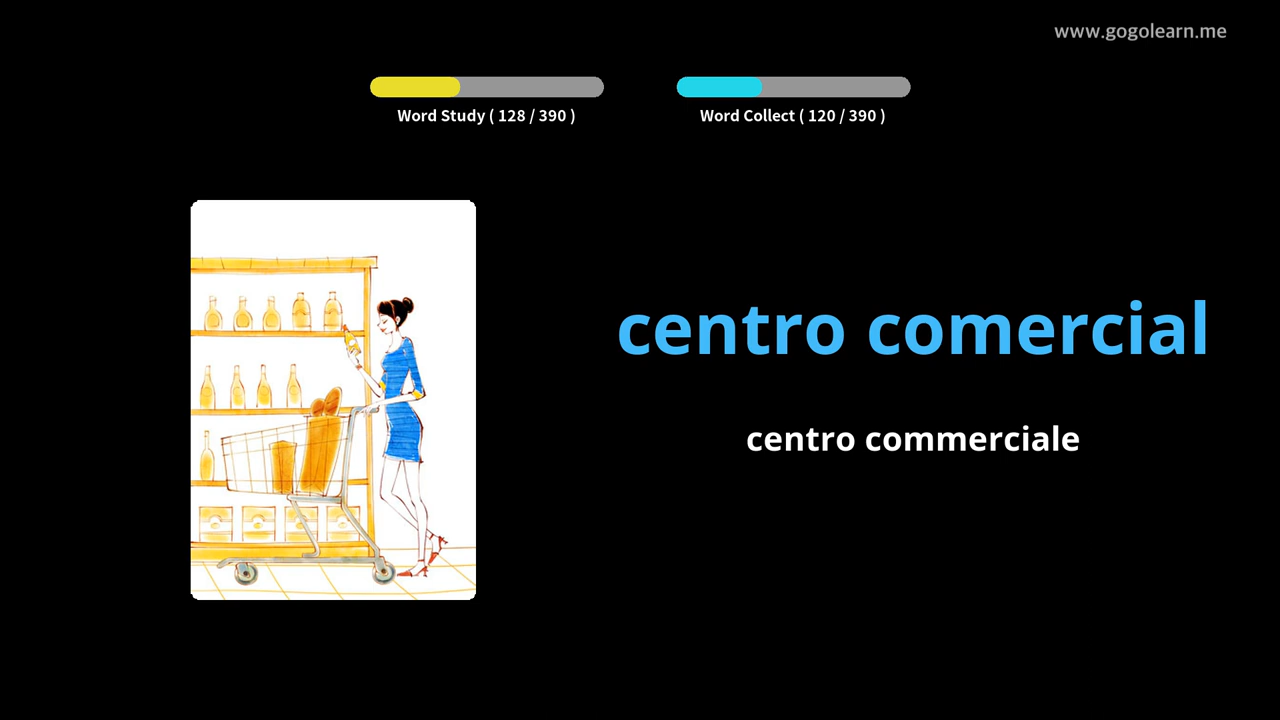 www.gogolearn.me
Word Study ( 128 / 390 )
Word Collect ( 120 / 390 )
centro comercial
centro commerciale